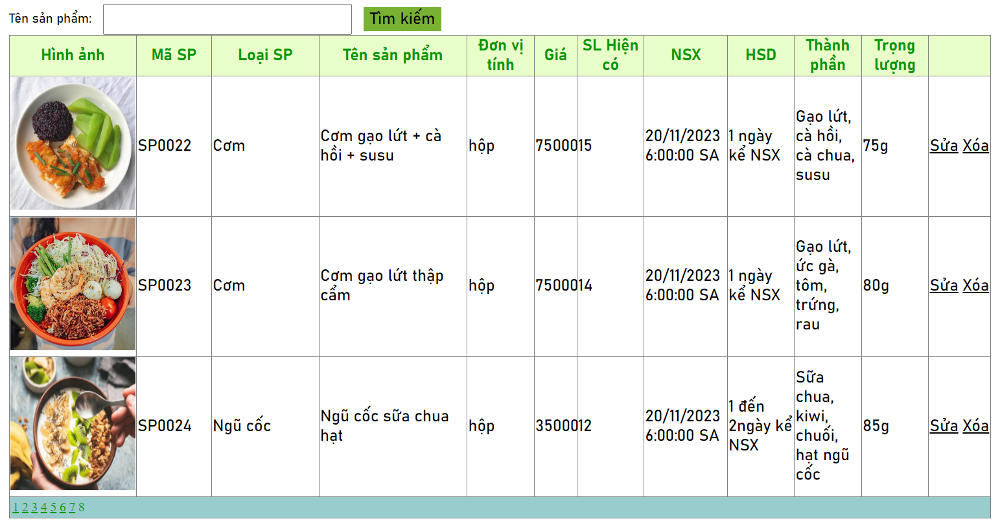 Tên sản phẩm: Tìm kiếm
Hình ảnh Mã SP Loại SP Tên sản phẩm Đơn vị tính Giá SL Hiện có NSX HSD Thành phần Trọng lượng
SP0022 Cơm Cơm gạo lứt + cà hồi + susu hộp 75000 15 20/11/2023 6:00:00 SA 1 ngày kể NSX Gạo lứt, cà hồi, cà chua, susu 75g Sửa Xóa
SP0023 Cơm Cơm gạo lứt thập cẩm hộp 75000 14 20/11/2023 6:00:00 SA 1 ngày kể NSX Gạo lứt, ức gà, tôm, trứng, rau 80g Sửa Xóa
SP0024 Ngũ cốc Ngũ cốc sữa chua hạt hộp 35000 12 20/11/2023 6:00:00 SA 1 đến 2ngày kể NSX Sữa chua, kiwi, chuối, hạt ngũ cốc 85g Sửa Xóa
1 2 3 4 5 6 7 8